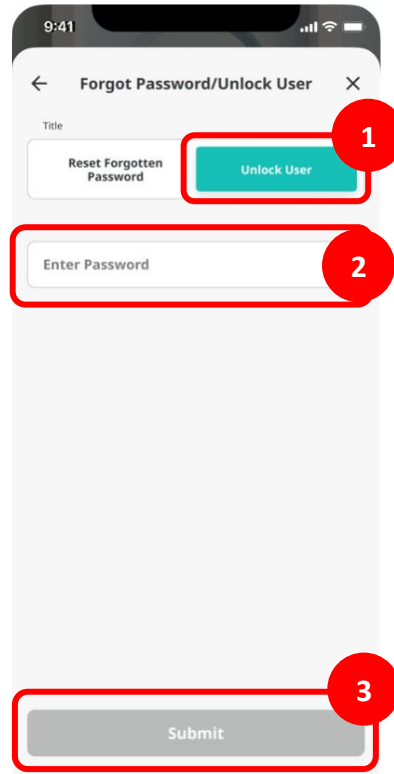 9:41
Forgot Password/Unlock User
Title
1
Reset Forgotten
Password
Unlock User
Enter Password
2
3
Submit